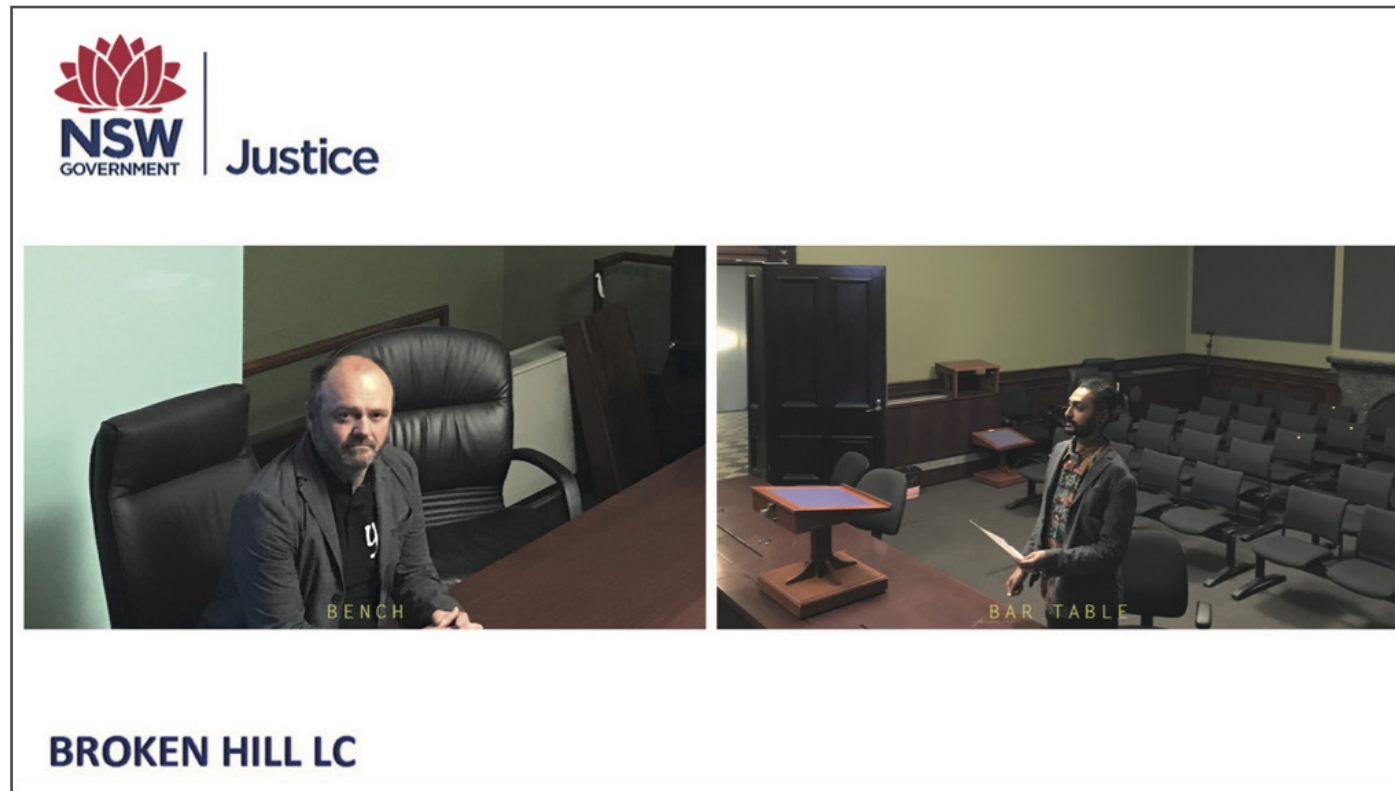 NSW
GOVERNMENT
Justice
BENCH
BAR TABLE
BROKEN HILL LC